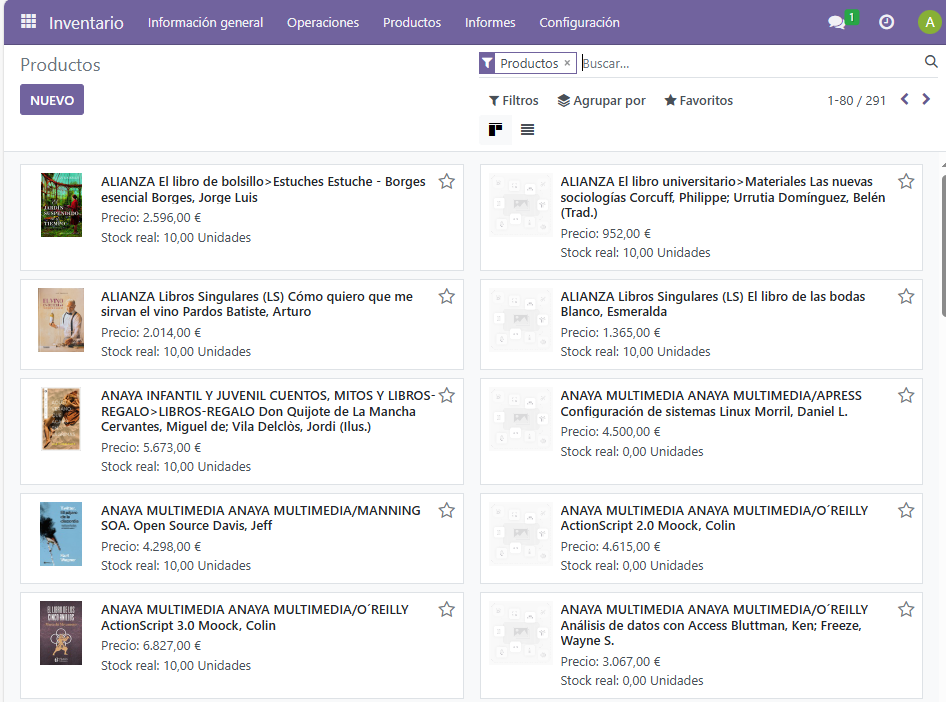 Inventario Información general Operaciones Productos Informes Configuración 1 A
Productos
Productos × Buscar...
NUEVO
Filtros Agrupar por Favoritos 1-80 / 291
ALIANZA El libro de bolsillo>Estuches Estuche - Borges
esencial Borges, Jorge Luis
Precio: 2.596,00 €
Stock real: 10,00 Unidades
ALIANZA El libro universitario>Materiales Las nuevas
sociologías Corcuff, Philippe; Urrutia Domínguez, Belén
(Trad.)
Precio: 952,00 €
Stock real: 10,00 Unidades
ALIANZA Libros Singulares (LS) Cómo quiero que me
sirvan el vino Pardos Batiste, Arturo
Precio: 2.014,00 €
Stock real: 10,00 Unidades
ALIANZA Libros Singulares (LS) El libro de las bodas
Blanco, Esmeralda
Precio: 1.365,00 €
Stock real: 10,00 Unidades
ANAYA INFANTIL Y JUVENIL CUENTOS, MITOS Y LIBROS-
REGALO>LIBROS-REGALO Don Quijote de La Mancha
Cervantes, Miguel de; Vila Delclòs, Jordi (Ilus.)
Precio: 5.673,00 €
Stock real: 10,00 Unidades
ANAYA MULTIMEDIA ANAYA MULTIMEDIA/APRESS
Configuración de sistemas Linux Morril, Daniel L.
Precio: 4.500,00 €
Stock real: 0,00 Unidades
ANAYA MULTIMEDIA ANAYA MULTIMEDIA/MANNING
SOA. Open Source Davis, Jeff
Precio: 4.298,00 €
Stock real: 10,00 Unidades
ANAYA MULTIMEDIA ANAYA MULTIMEDIA/O´REILLY
ActionScript 2.0 Moock, Colin
Precio: 4.615,00 €
Stock real: 0,00 Unidades
EL LIBRO DE LOS
CINCO ANILLOS
ANAYA MULTIMEDIA ANAYA MULTIMEDIA/O´REILLY
ActionScript 3.0 Moock, Colin
Precio: 6.827,00 €
Stock real: 10,00 Unidades
ANAYA MULTIMEDIA ANAYA MULTIMEDIA/O´REILLY
Análisis de datos con Access Bluttman, Ken; Freeze,
Wayne S.
Precio: 3.067,00 €
Stock real: 0,00 Unidades